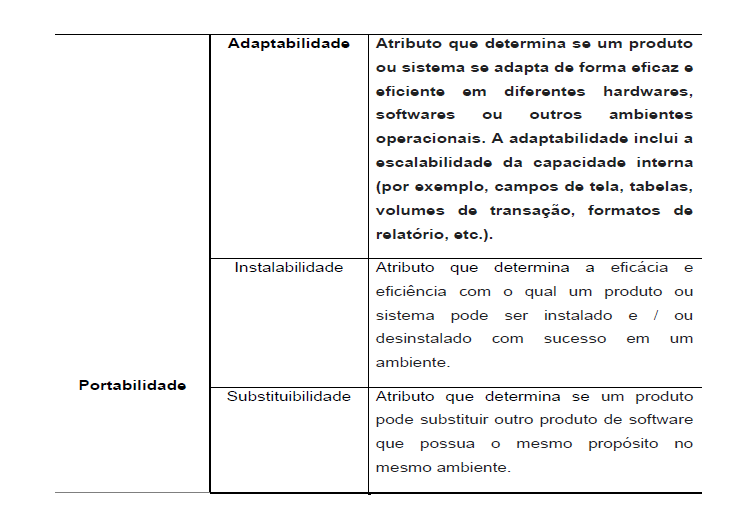 Adaptabilidade
Atributo que determina se um produto
ou sistema se adapta de forma eficaz e
eficiente em diferentes hardwares,
softwares ou outros ambientes
operacionais. A adaptabilidade inclui a
escalabilidade da capacidade interna
(por exemplo, campos de tela, tabelas,
volumes de transação, formatos de
relatório, etc.).
Instalabilidade
Atributo que determina a eficácia e
eficiência com o qual um produto ou
sistema pode ser instalado e / ou
desinstalado com sucesso em um
ambiente.
Portabilidade
Substituibilidade
Atributo que determina se um produto
pode substituir outro produto de software
que possua o mesmo propósito no
mesmo ambiente.